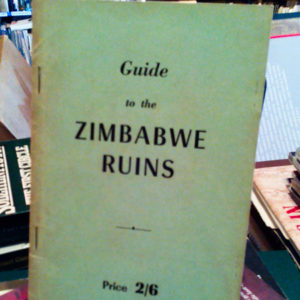 Guide
to the
ZIMBABWE
RUINS
Price 2/6